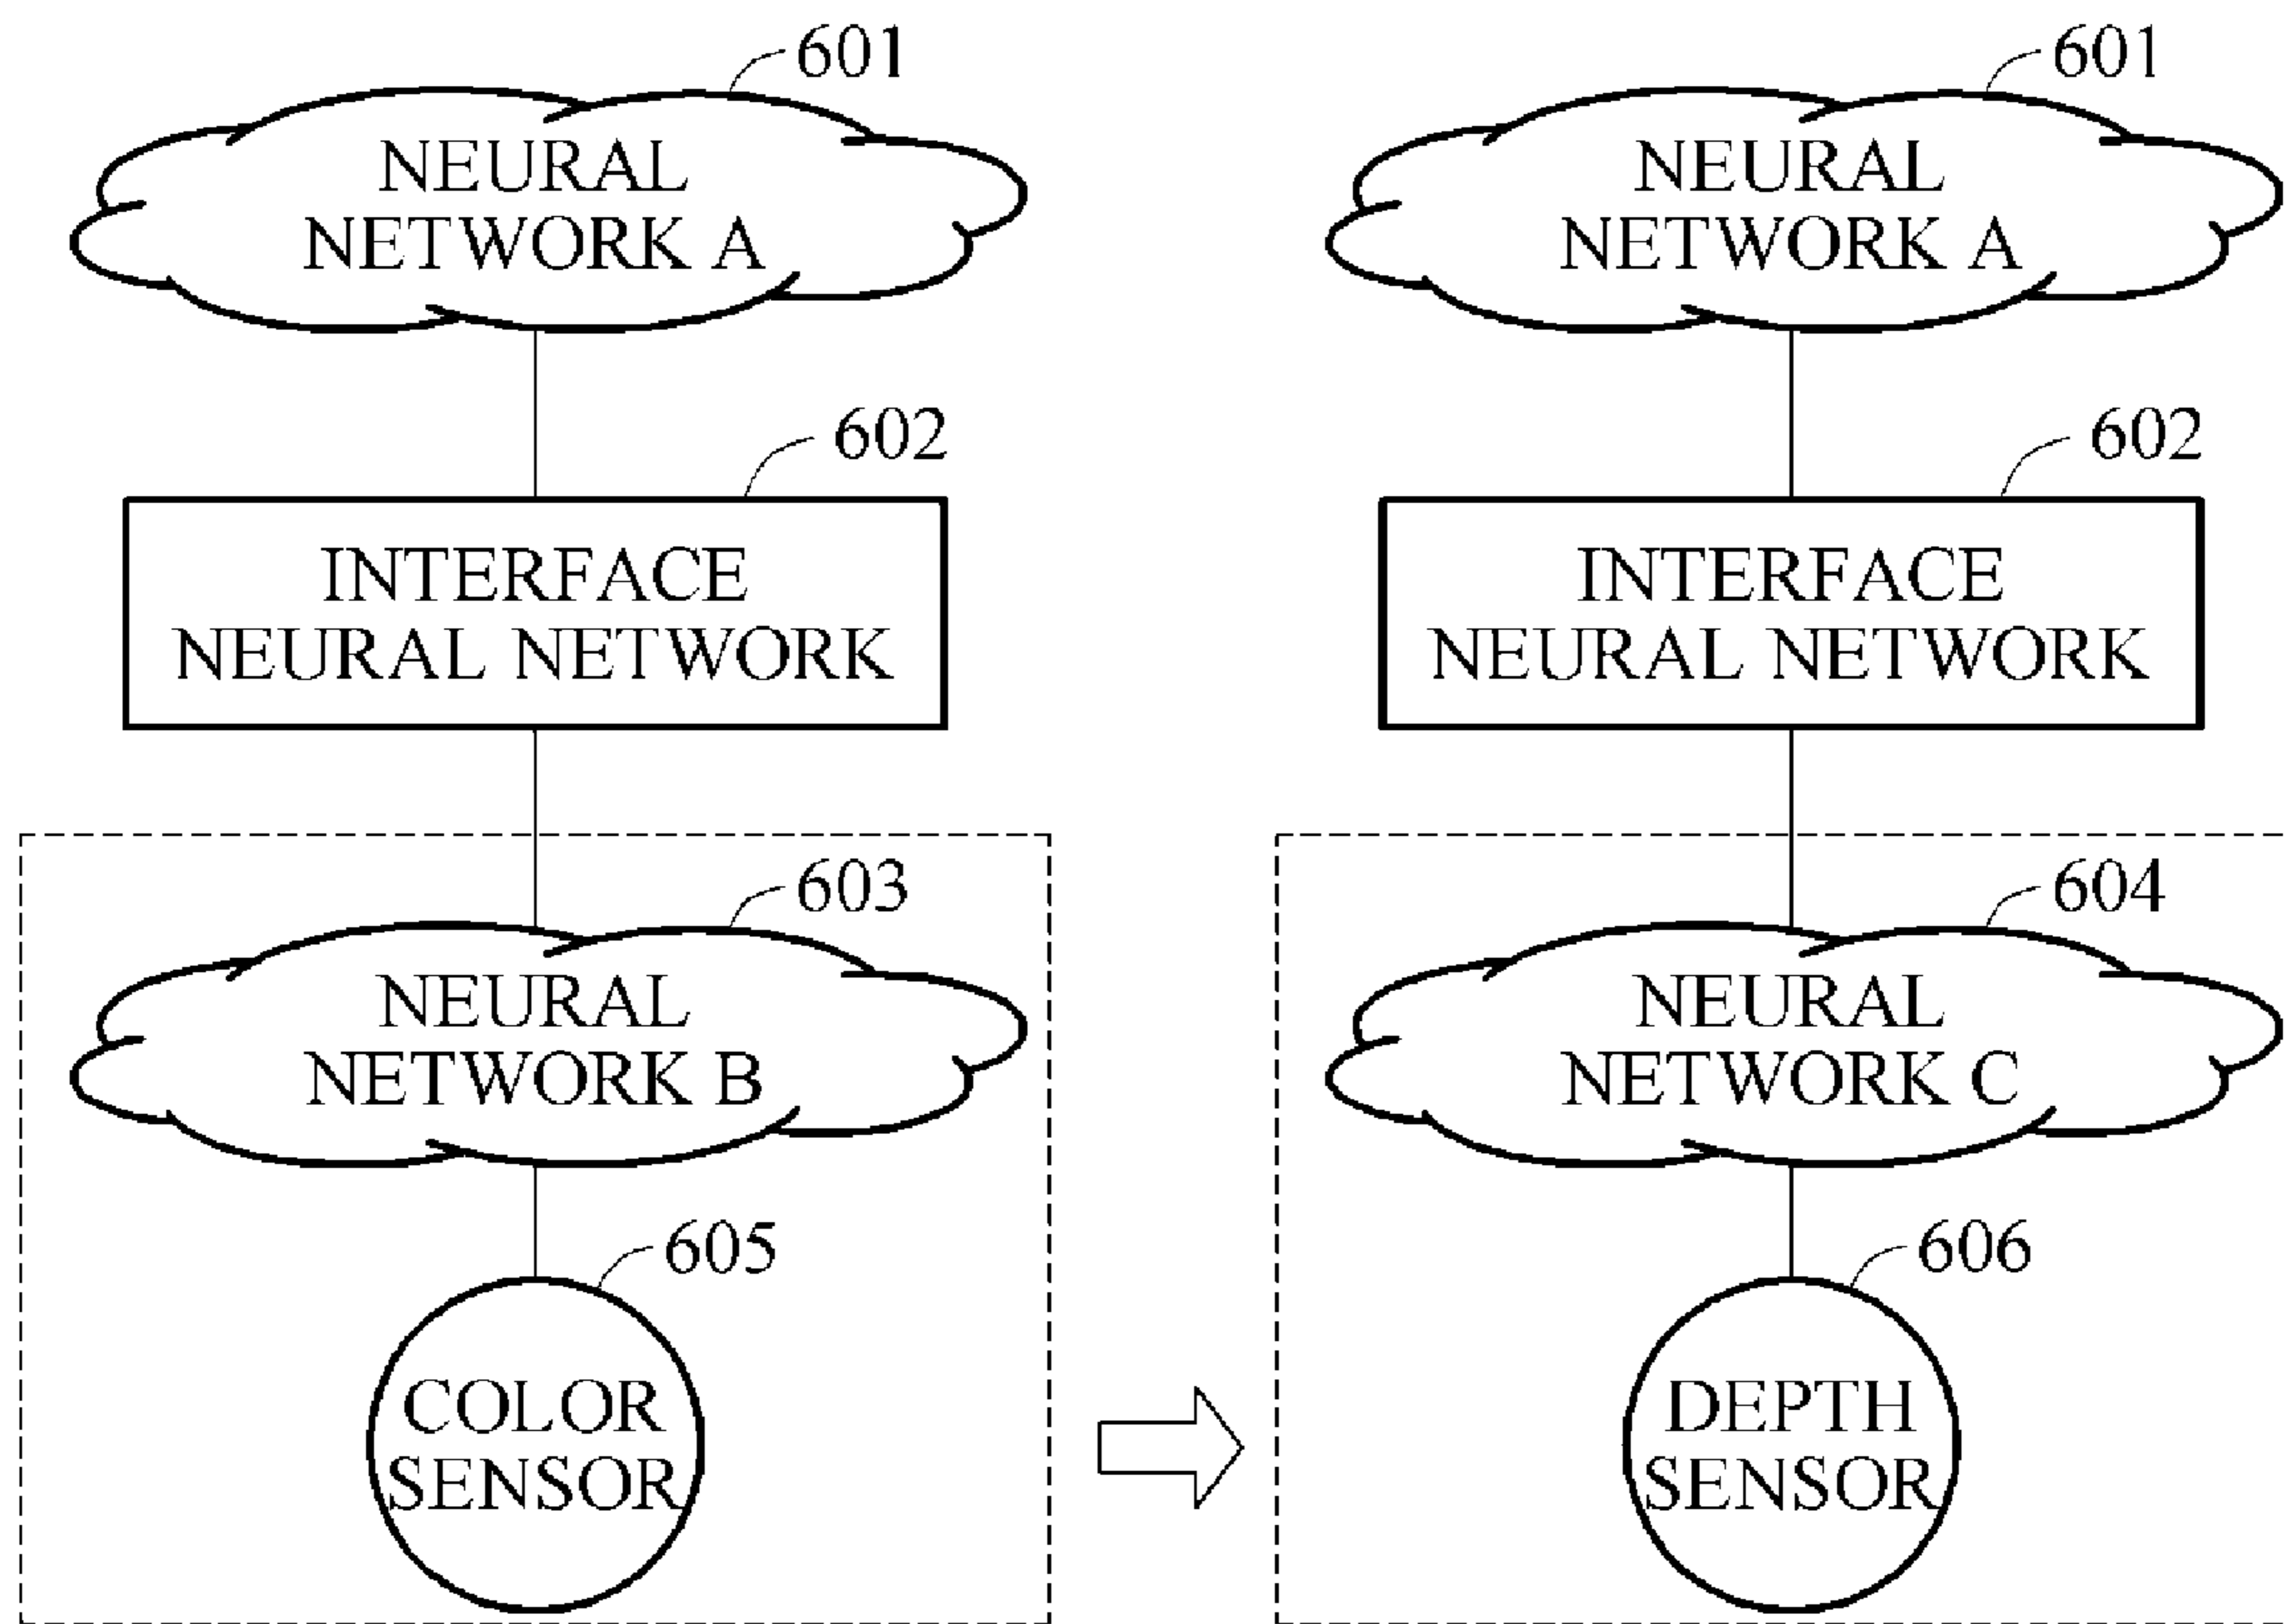 601
NEURAL
NETWORK A
602
INTERFACE
NEURAL NETWORK
603
NEURAL
NETWORK B
605
COLOR
SENSOR
601
NEURAL
NETWORK A
602
INTERFACE
NEURAL NETWORK
604
NEURAL
NETWORK C
606
DEPTH
SENSOR